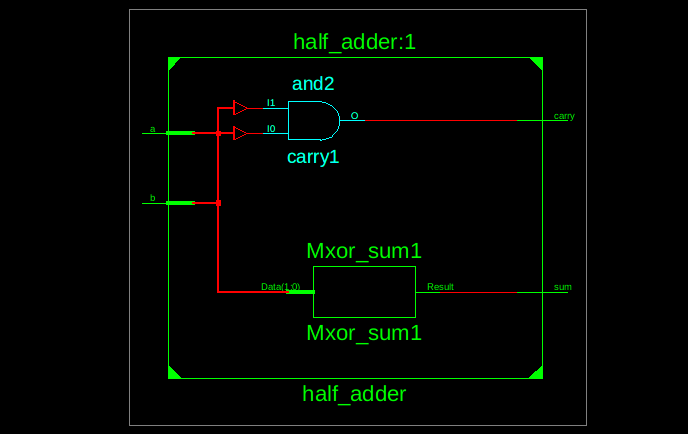 half_adder:1
and2
I1
O
a
I0
carry
carry1
b
Mxor_sum1
Data(1:0)
Result
sum
Mxor_sum1
half_adder